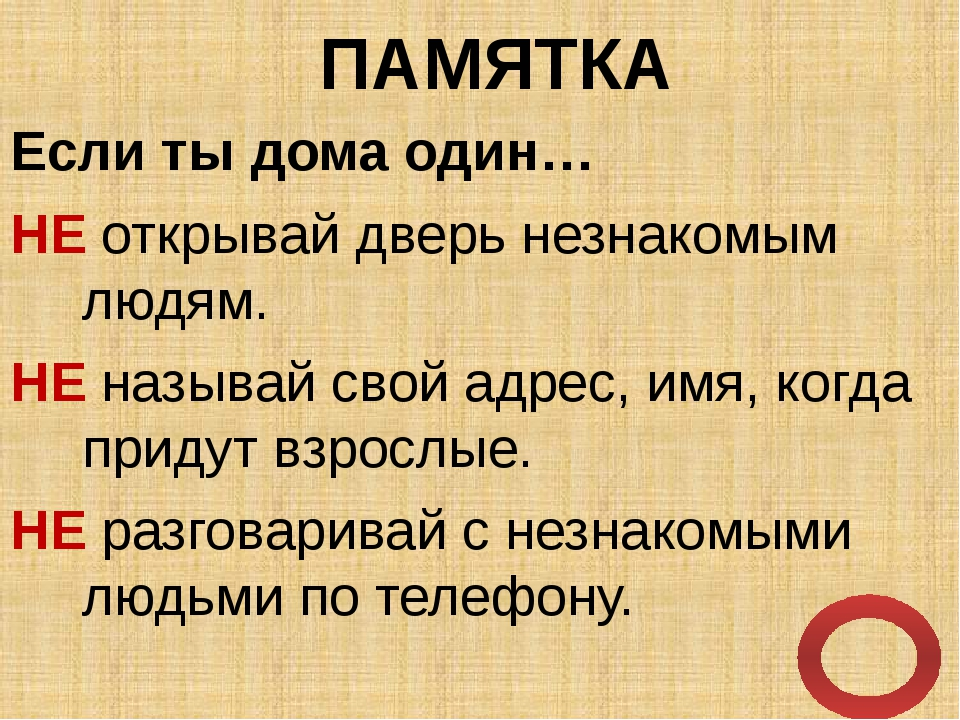 ПАМЯТКА
Если ты дома один…
НЕ открывай дверь незнакомым
людям.
НЕ называй свой адрес, имя, когда
придут взрослые.
НЕ разговаривай с незнакомыми
людьми по телефону.